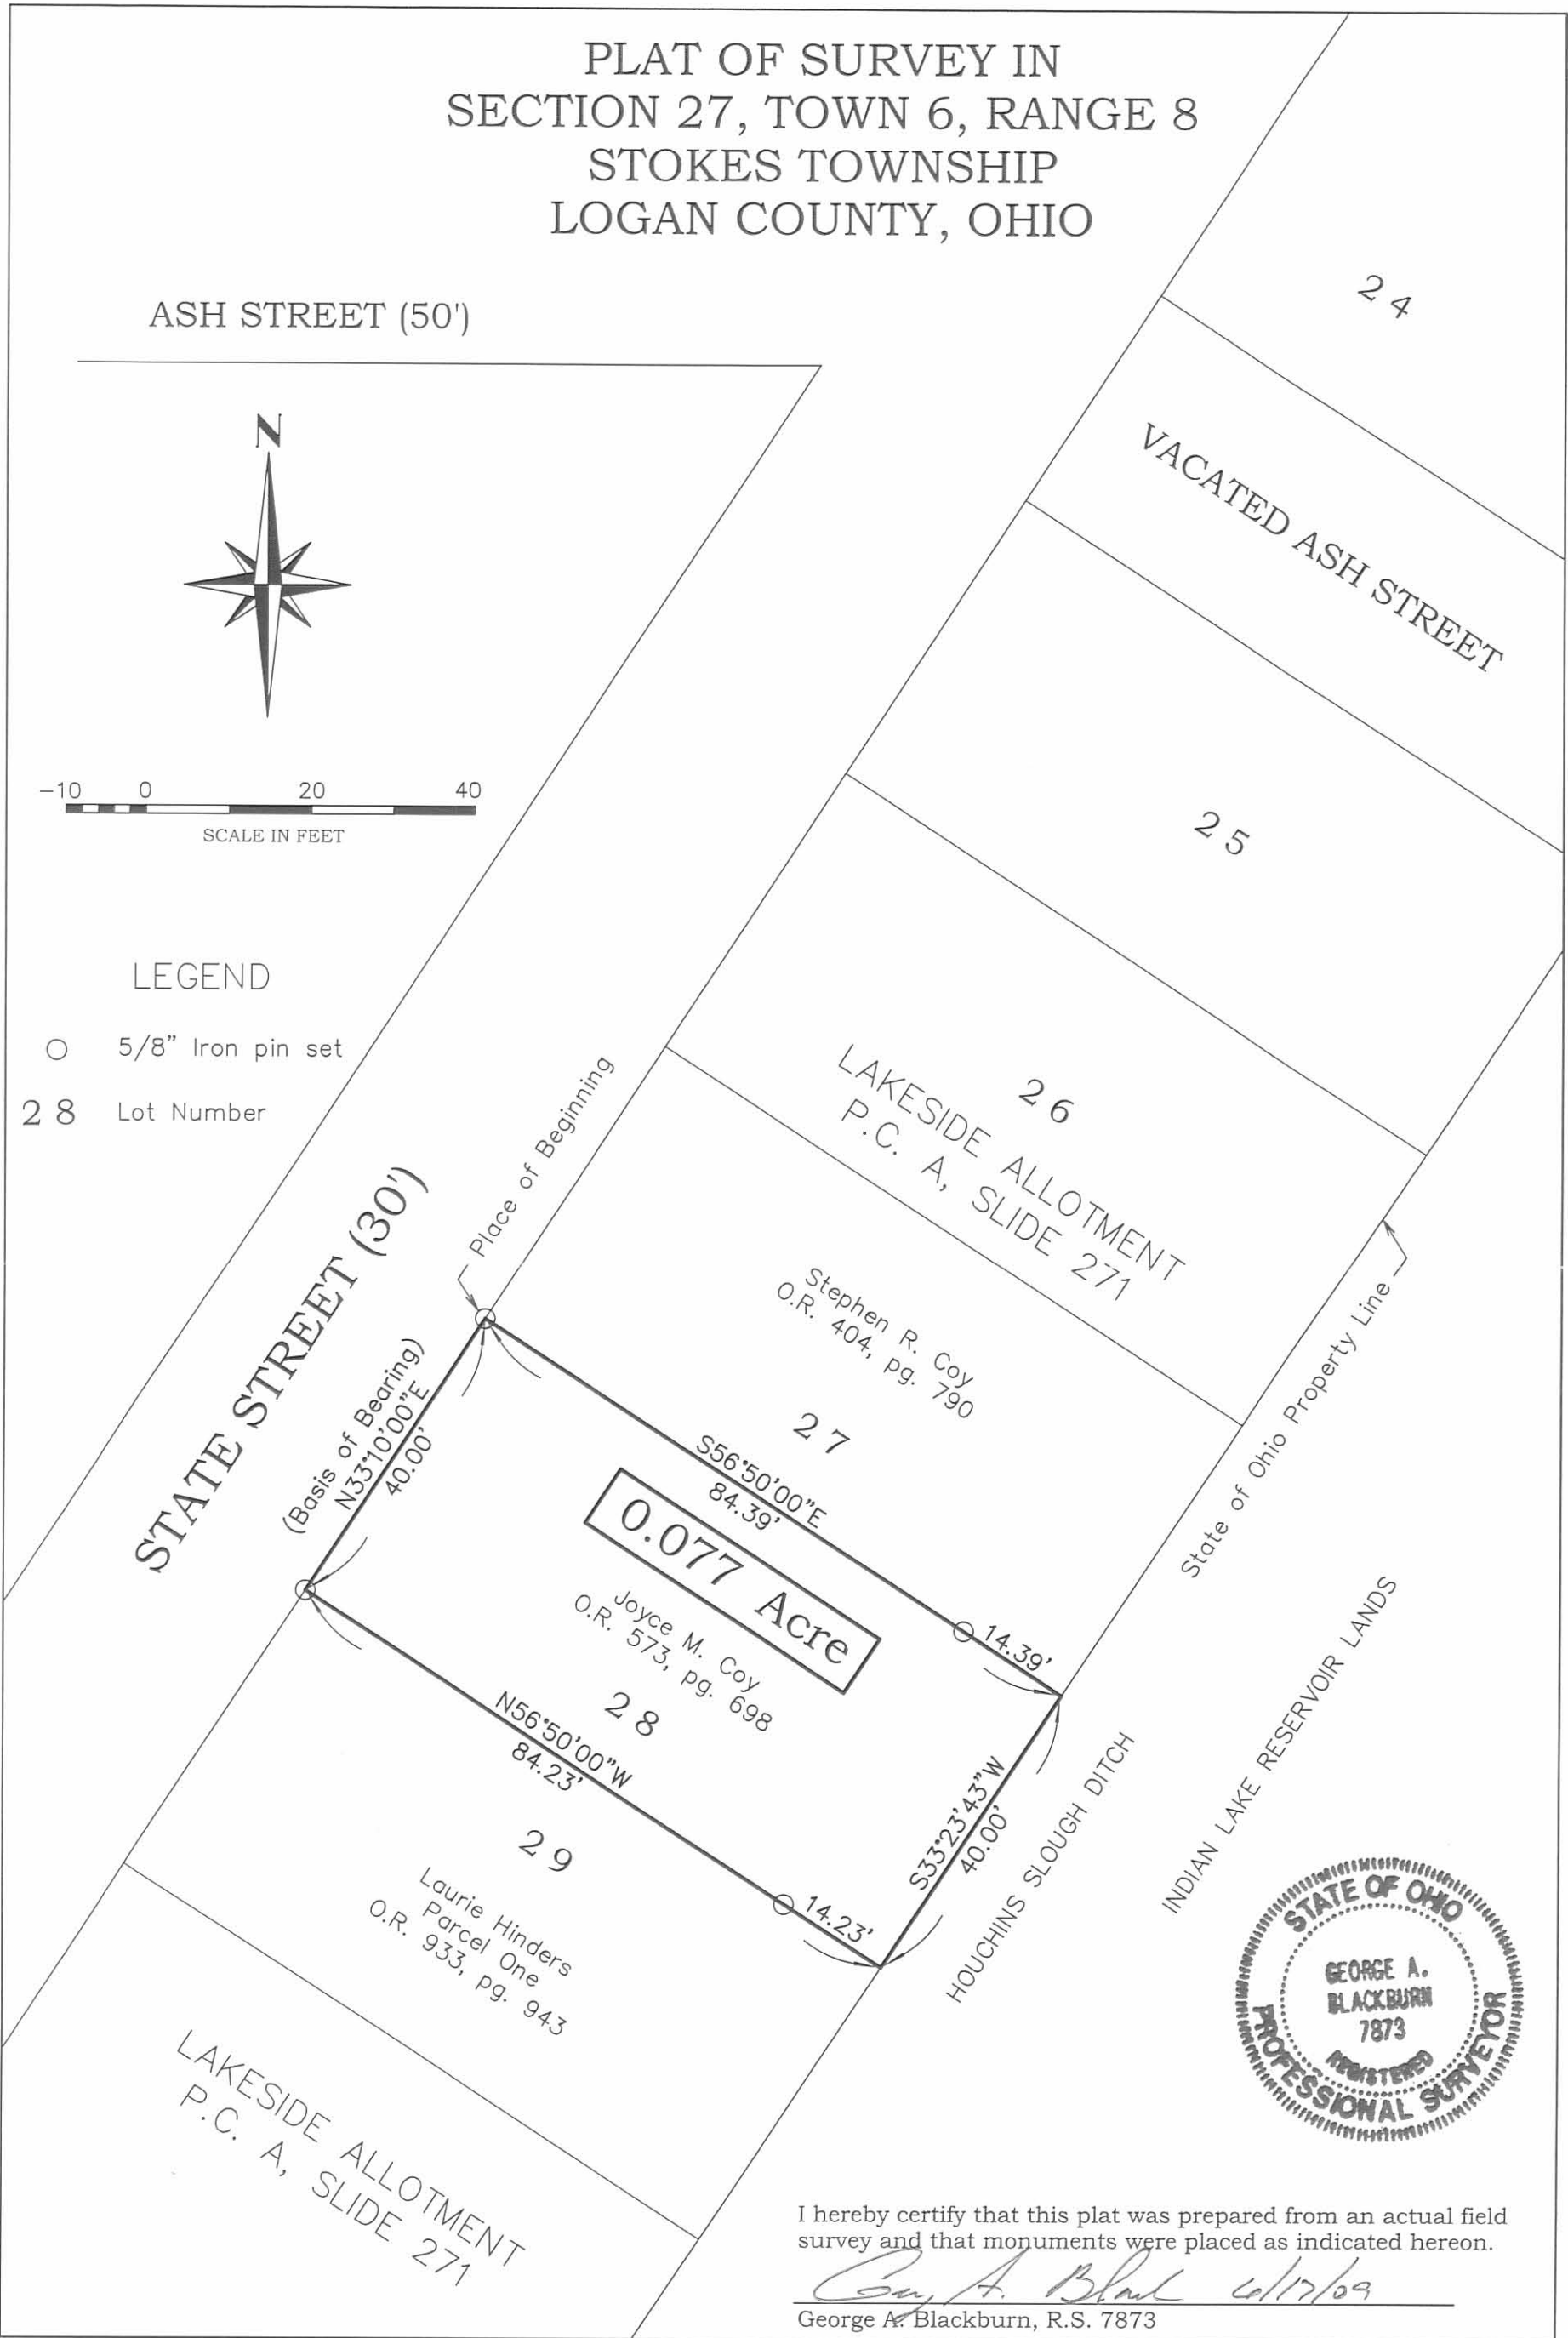 PLAT OF SURVEY IN
SECTION 27, TOWN 6, RANGE 8
STOKES TOWNSHIP
LOGAN COUNTY, OHIO
ASH STREET (50')
N
24
VACATED ASH STREET
-10 0 20 40
SCALE IN FEET
25
LEGEND
5/8" Iron pin set
28 Lot Number
26
LAKESIDE ALLOTMENT
P.C. A, SLIDE 271
Place of Beginning
STATE STREET (30')
Stephen R. Coy
O.R. 404, pg. 790
27
State of Ohio Property Line
(Basis of Bearing)
N33°10'00"E
40.00'
S56°50'00"E
84.39'
0.077 Acre
14.39'
Joyce M. Coy
O.R. 573, pg. 698
28
N56°50'00"W
84.23'
S33°23'43"W
40.00'
14.23'
HOUCHINS SLOUGH DITCH
INDIAN LAKE RESERVOIR LANDS
29
Laurie Hinders
Parcel One
O.R. 933, pg. 943
LAKESIDE ALLOTMENT
P.C. A, SLIDE 271
STATE OF OHIO
GEORGE A.
BLACKBURN
7873
REGISTERED
PROFESSIONAL SURVEYOR
I hereby certify that this plat was prepared from an actual field
survey and that monuments were placed as indicated hereon.
6/17/09
George A. Blackburn, R.S. 7873